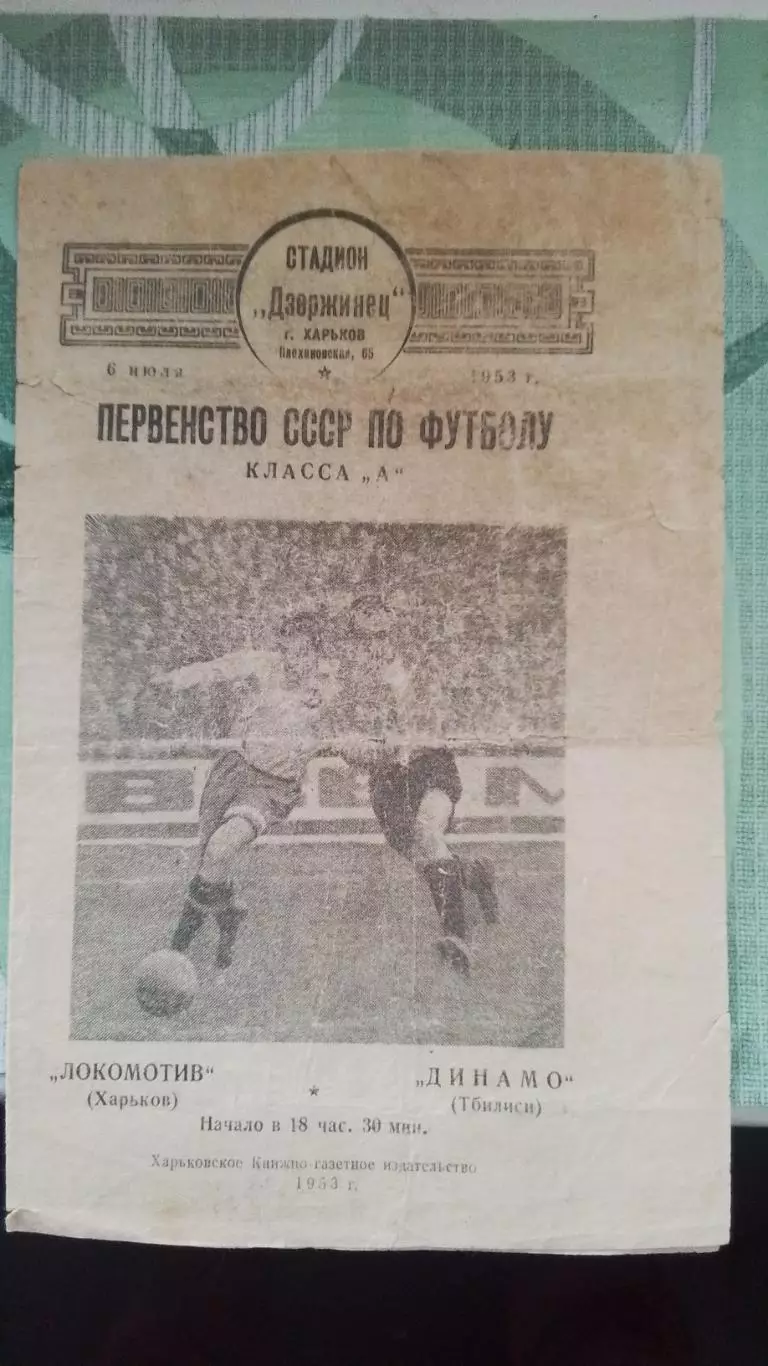 СТАДИОН
„Дзержинец“
г. ХАРЬКОВ
Плехановская, 65
6 июля 1953 г.
ПЕРВЕНСТВО СССР ПО ФУТБОЛУ
КЛАССА „А“
„ЛОКОМОТИВ“ „ДИНАМО“
(Харьков) (Тбилиси)
Начало в 18 час. 30 мин.
Харьковское Книжно-газетное издательство
1953 г.